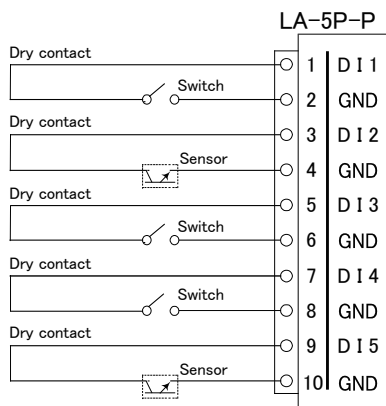 LA-5P-P
Dry contact
1 DI1
Switch
2 GND
Dry contact
3 DI2
Sensor
4 GND
Dry contact
5 DI3
Switch
6 GND
Dry contact
7 DI4
Switch
8 GND
Dry contact
9 DI5
Sensor
10 GND